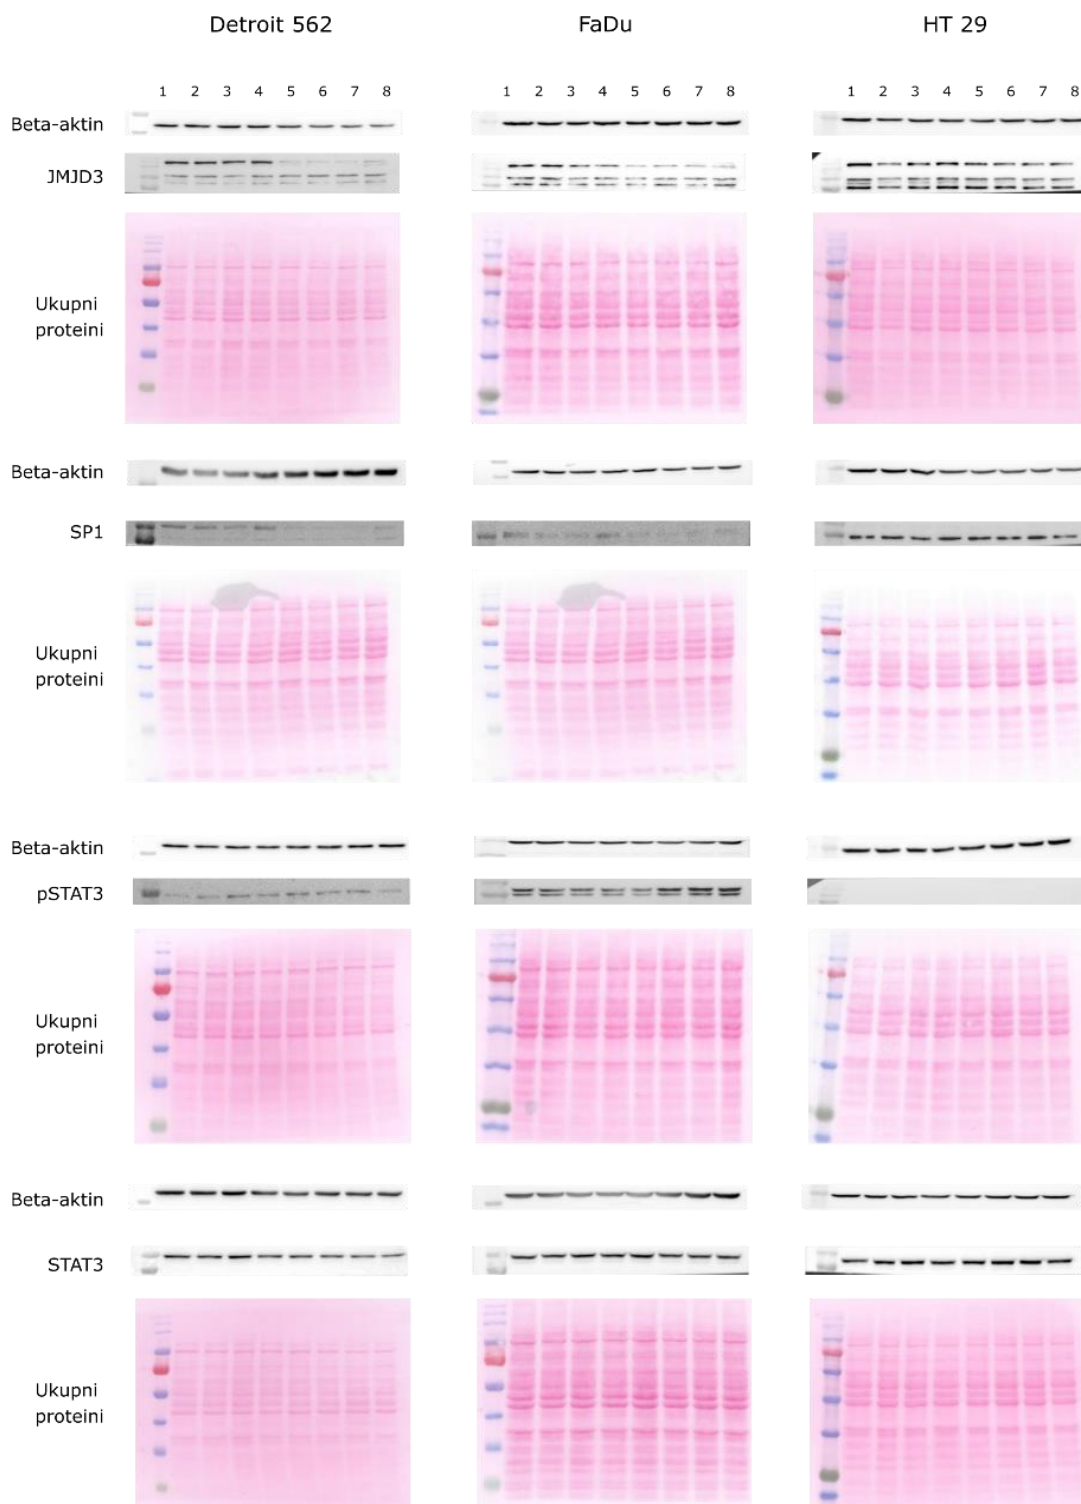 Detroit 562 FaDu HT 29
1 2 3 4 5 6 7 8 1 2 3 4 5 6 7 8 1 2 3 4 5 6 7 8
Beta-aktin
JMJD3
Ukupni
proteini
Beta-aktin
SP1
Ukupni
proteini
Beta-aktin
pSTAT3
Ukupni
proteini
Beta-aktin
STAT3
Ukupni
proteini